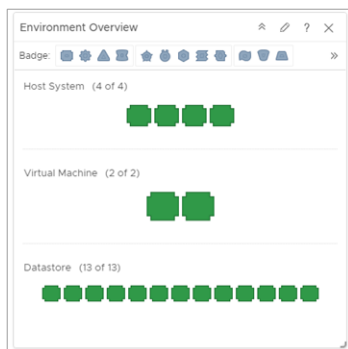 Environment Overview
Badge:
Host System (4 of 4)
Virtual Machine (2 of 2)
Datastore (13 of 13)